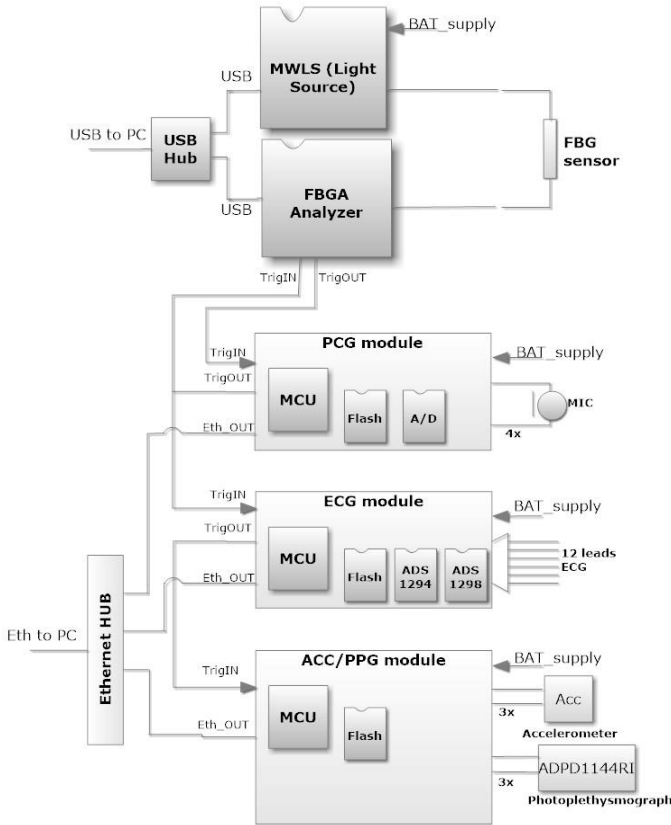 BAT_supply
MWLS (Light
Source)
USB
USB to PC
USB
Hub
FBG
sensor
FBGA
Analyzer
USB
TrigIN
TrigOUT
PCG module
TrigIN
BAT_supply
TrigOUT
MCU
Flash
A/D
MIC
Eth_OUT
4x
TrigIN
ECG module
BAT_supply
TrigOUT
MCU
Flash
ADS
1294
ADS
1298
12 leads
ECG
Eth_OUT
Ethernet HUB
Eth to PC
ACC/PPG module
BAT_supply
TrigIN
MCU
Flash
Acc
3x
Accelerometer
Eth_OUT
ADPD1144RI
3x
Photoplethysmograph